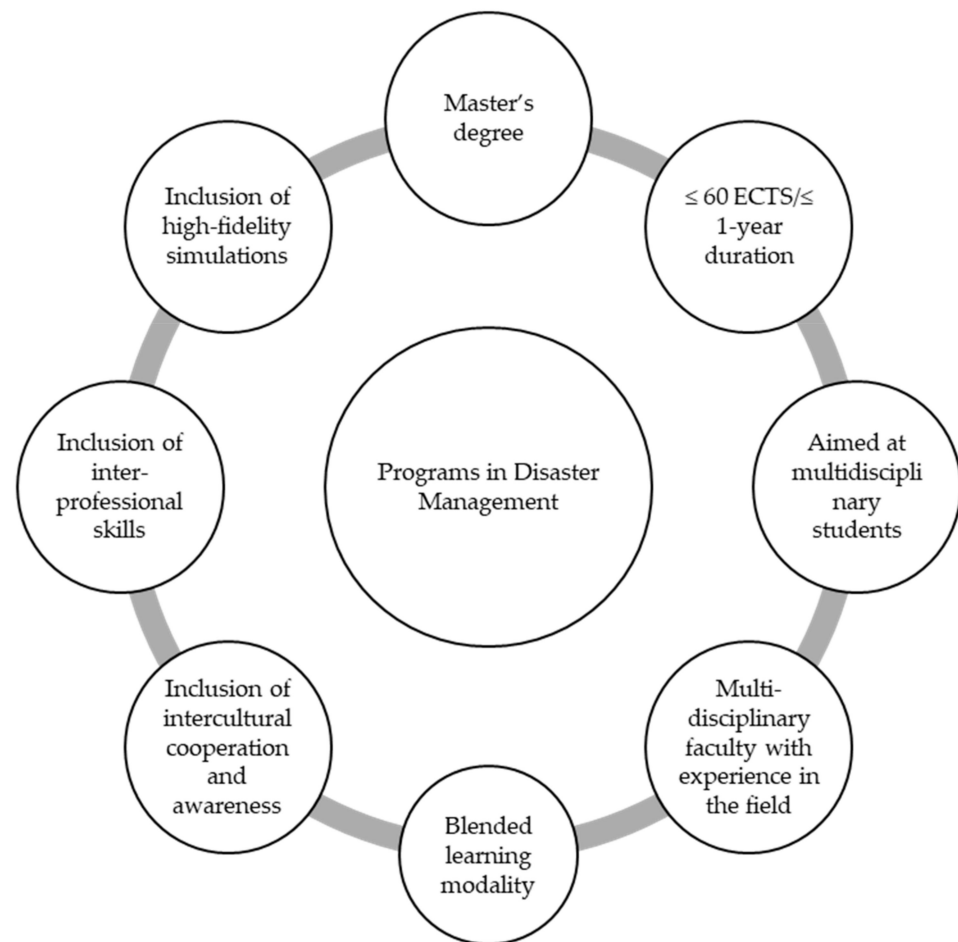 Master's
degree
≤ 60 ECTS/≤
1-year
duration
Aimed at
multidiscipli
nary
students
Multi-
disciplinary
faculty with
experience in
the field
Blended
learning
modality
Inclusion of
intercultural
cooperation
and
awareness
Inclusion of
inter-
professional
skills
Inclusion of
high-fidelity
simulations
Programs in Disaster
Management